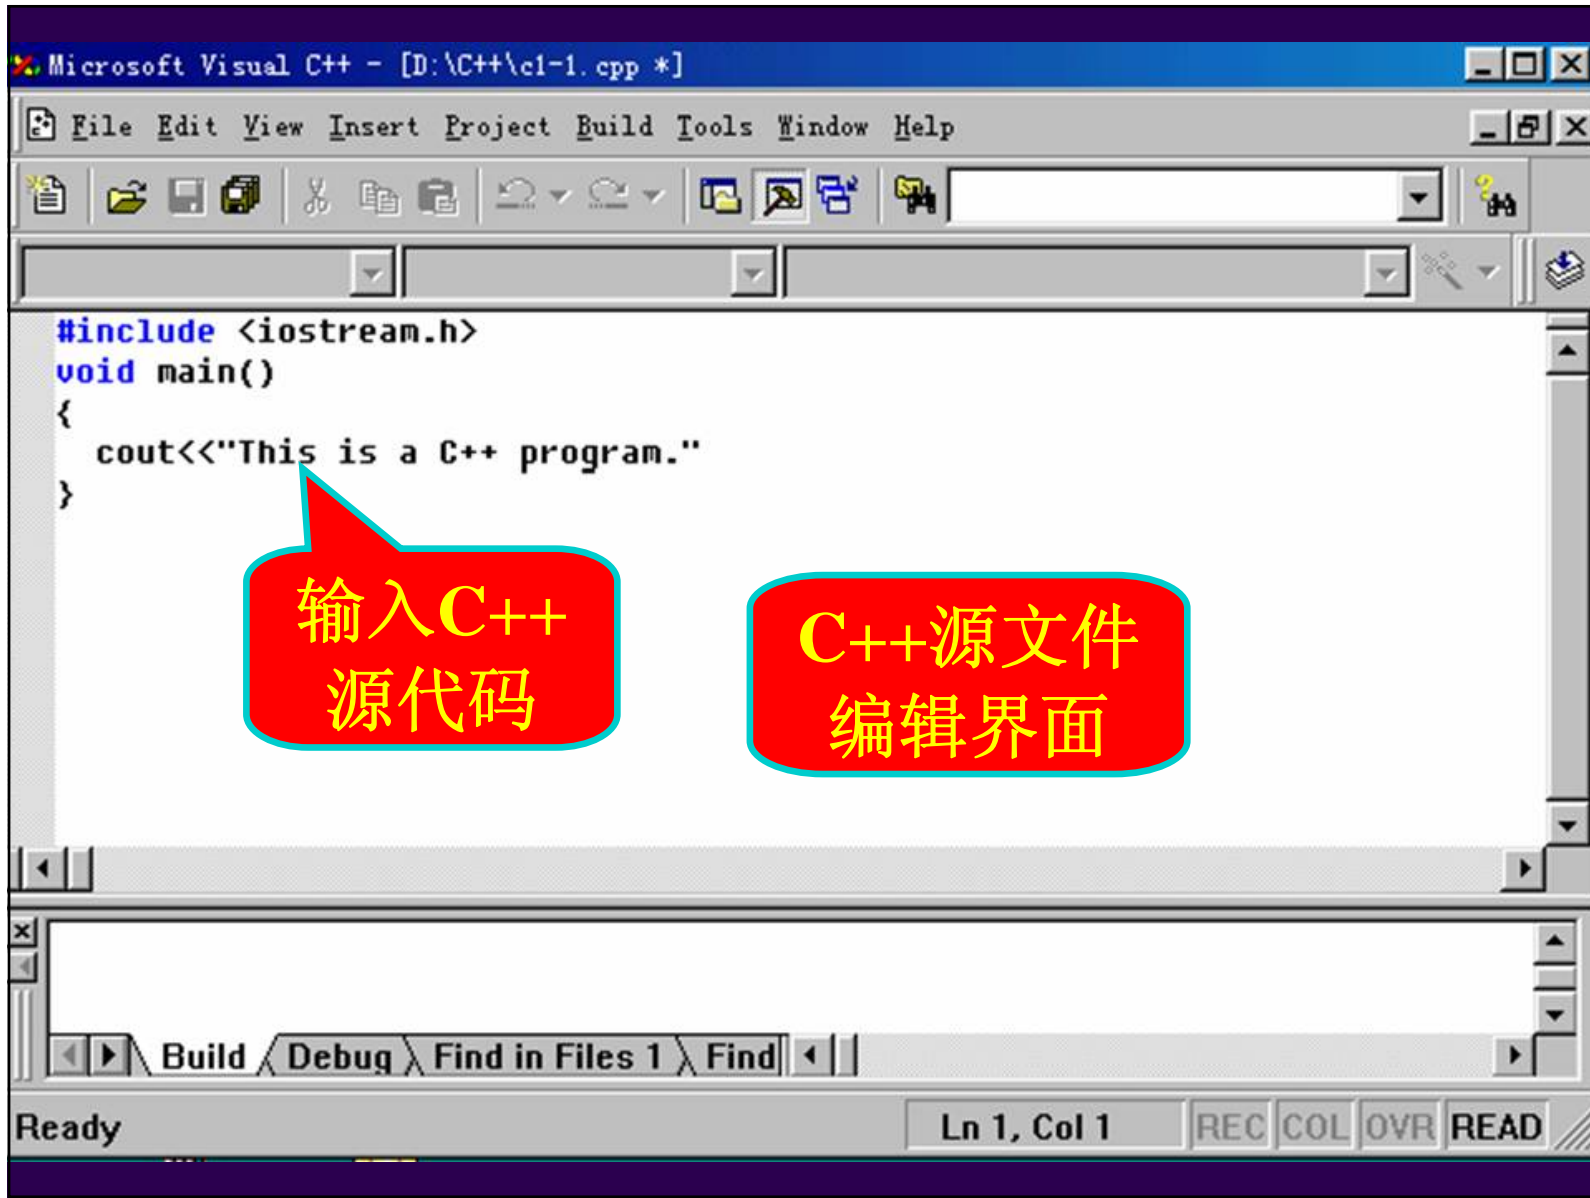 Microsoft Visual C++ - [D:\C++\c1-1.cpp *]
File Edit View Insert Project Build Tools Window Help
#include <iostream.h>
void main()
{
cout<<"This is a C++ program."
}
输入C++
源代码
C++源文件
编辑界面
Build Debug Find in Files 1 Find
Ready Ln 1, Col 1 REC COL OVR READ